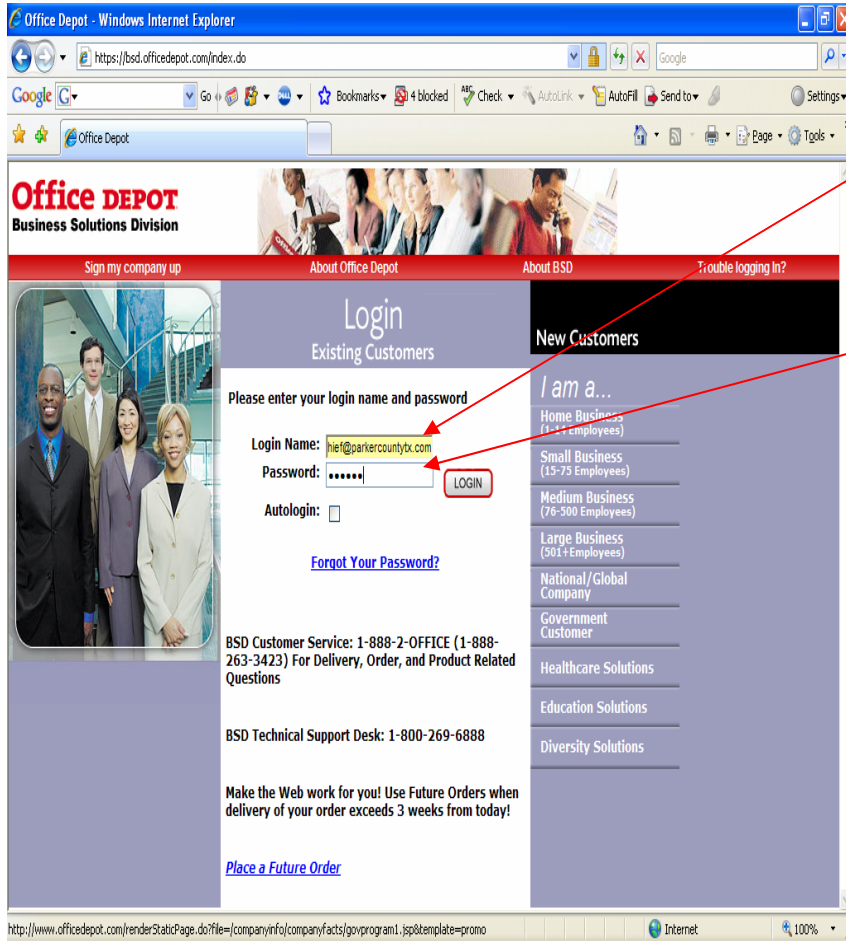 Office Depot - Windows Internet Explorer
https://bsd.officedepot.com/index.do
Google
Google G Go Bookmarks 4 blocked ABC Check AutoLink AutoFill Send to Settings
Office Depot Page Tools
Office DEPOT
Business Solutions Division
Sign my company up About Office Depot About BSD Trouble logging In?
Login
Existing Customers
New Customers
Please enter your login name and password
Login Name: hief@parkercountytx.com
Password: ••••••
LOGIN
Autologin:
Forgot Your Password?
BSD Customer Service: 1-888-2-OFFICE (1-888-
263-3423) For Delivery, Order, and Product Related
Questions
BSD Technical Support Desk: 1-800-269-6888
Make the Web work for you! Use Future Orders when
delivery of your order exceeds 3 weeks from today!
Place a Future Order
I am a...
Home Business
(1-14 Employees)
Small Business
(15-75 Employees)
Medium Business
(76-500 Employees)
Large Business
(501+Employees)
National/Global
Company
Government
Customer
Healthcare Solutions
Education Solutions
Diversity Solutions
http://www.officedepot.com/renderStaticPage.do?file=/companyinfo/companyfacts/govprogram1.jsp&template=promo Internet 100%